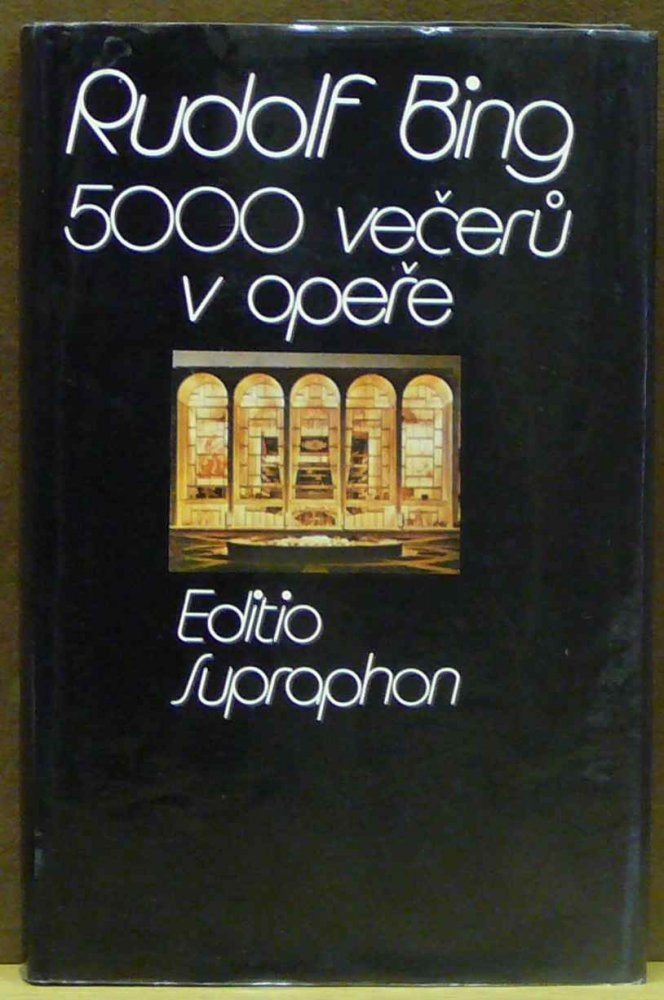 Rudolf Bing
5000 večerů
v opeře
Editio
Supraphon